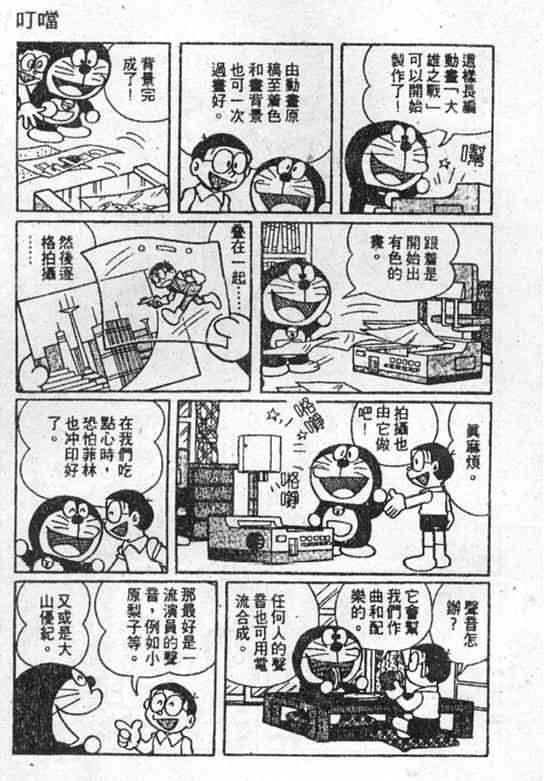 叮噹
這樣長編
動畫「大
雄之戰」
可以開始
製作了！
嚓
由動畫原
稿至着色
和畫背景
也可一次
過畫好。
背景完
成了！
跟着是
開始出
有色的
畫。
疊在一起……
然後逐
格拍攝
……
眞麻煩。
拍攝也
由它做
吧！
咯
嚀
咯
嚀
在我們吃
點心時，
恐怕菲林
也冲印好
了。
聲音怎
辦？
它會幫
我們作
曲和配
樂的。
任何人的聲
音也可用電
流合成。
那最好是一
流演員的聲
音，例如小
原梨子等。
又或是大
山優紀。